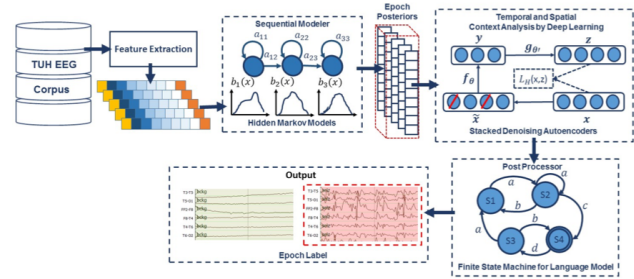 TUH EEG
Corpus
Feature Extraction
Sequential Modeler
a11 a22 a33
a12 a23
b1(x) b2(x) b3(x)
Hidden Markov Models
Epoch
Posteriors
Temporal and Spatial
Context Analysis by Deep Learning
y gθ′ z
fθ LH(x,z)
x̃ x
Stacked Denoising Autoencoders
Post Processor
S1 a S2 a
b c
a S3 b S4
d
Finite State Machine for Language Model
Output
Epoch Label